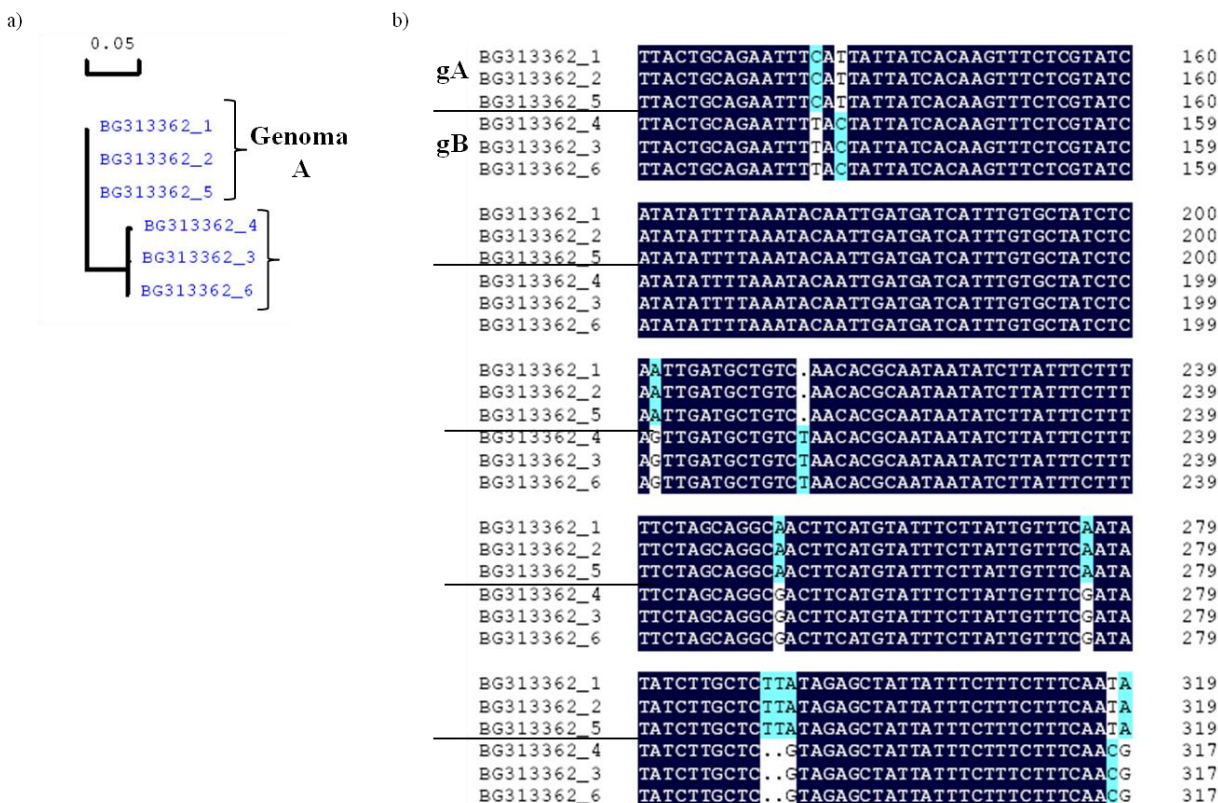 a)
0.05
BG313362_1
BG313362_2
BG313362_5
Genoma
A
BG313362_4
BG313362_3
BG313362_6
b)
gA
gB
BG313362_1 TTACTGCAGAATTTCATTATTATCACAAGTTTCTCGTATC 160
BG313362_2 TTACTGCAGAATTTCATTATTATCACAAGTTTCTCGTATC 160
BG313362_5 TTACTGCAGAATTTCATTATTATCACAAGTTTCTCGTATC 160
BG313362_4 TTACTGCAGAATTTTACTATTATCACAAGTTTCTCGTATC 159
BG313362_3 TTACTGCAGAATTTTACTATTATCACAAGTTTCTCGTATC 159
BG313362_6 TTACTGCAGAATTTTACTATTATCACAAGTTTCTCGTATC 159
BG313362_1 ATATATTTTAAATACAATTGATGATCATTTGTGCTATCTC 200
BG313362_2 ATATATTTTAAATACAATTGATGATCATTTGTGCTATCTC 200
BG313362_5 ATATATTTTAAATACAATTGATGATCATTTGTGCTATCTC 200
BG313362_4 ATATATTTTAAATACAATTGATGATCATTTGTGCTATCTC 199
BG313362_3 ATATATTTTAAATACAATTGATGATCATTTGTGCTATCTC 199
BG313362_6 ATATATTTTAAATACAATTGATGATCATTTGTGCTATCTC 199
BG313362_1 AATTGATGCTGTC.AACACGCAATAATATCTTATTTCTTT 239
BG313362_2 AATTGATGCTGTC.AACACGCAATAATATCTTATTTCTTT 239
BG313362_5 AATTGATGCTGTC.AACACGCAATAATATCTTATTTCTTT 239
BG313362_4 AGTTGATGCTGTCTAACACGCAATAATATCTTATTTCTTT 239
BG313362_3 AGTTGATGCTGTCTAACACGCAATAATATCTTATTTCTTT 239
BG313362_6 AGTTGATGCTGTCTAACACGCAATAATATCTTATTTCTTT 239
BG313362_1 TTCTAGCAGGCAACTTCATGTATTTCTTATTGTTTCAATA 279
BG313362_2 TTCTAGCAGGCAACTTCATGTATTTCTTATTGTTTCAATA 279
BG313362_5 TTCTAGCAGGCAACTTCATGTATTTCTTATTGTTTCAATA 279
BG313362_4 TTCTAGCAGGCGACTTCATGTATTTCTTATTGTTTCGATA 279
BG313362_3 TTCTAGCAGGCGACTTCATGTATTTCTTATTGTTTCGATA 279
BG313362_6 TTCTAGCAGGCGACTTCATGTATTTCTTATTGTTTCGATA 279
BG313362_1 TATCTTGCTCTTATAGAGCTATTATTTCTTTCTTTCAATA 319
BG313362_2 TATCTTGCTCTTATAGAGCTATTATTTCTTTCTTTCAATA 319
BG313362_5 TATCTTGCTCTTATAGAGCTATTATTTCTTTCTTTCAATA 319
BG313362_4 TATCTTGCTC..GTAGAGCTATTATTTCTTTCTTTCAACG 317
BG313362_3 TATCTTGCTC..GTAGAGCTATTATTTCTTTCTTTCAACG 317
BG313362_6 TATCTTGCTC..GTAGAGCTATTATTTCTTTCTTTCAACG 317